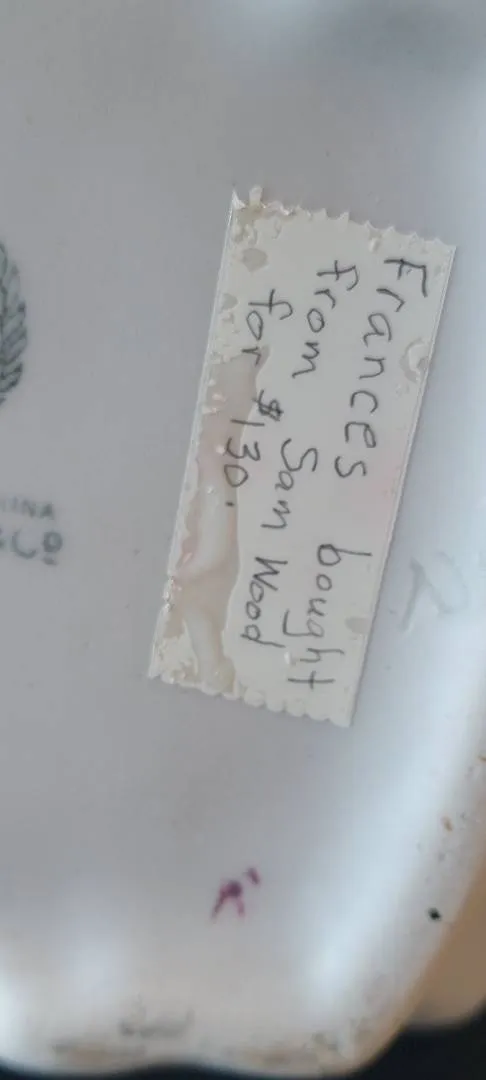 Frances bought
from Sam Wood
for $130.